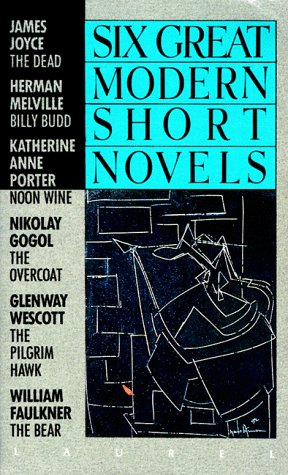 JAMES
JOYCE
THE DEAD
HERMAN
MELVILLE
BILLY BUDD
KATHERINE
ANNE
PORTER
NOON WINE
NIKOLAY
GOGOL
THE
OVERCOAT
GLENWAY
WESCOTT
THE
PILGRIM
HAWK
WILLIAM
FAULKNER
THE BEAR
SIX GREAT
MODERN
SHORT
NOVELS
LAUREL